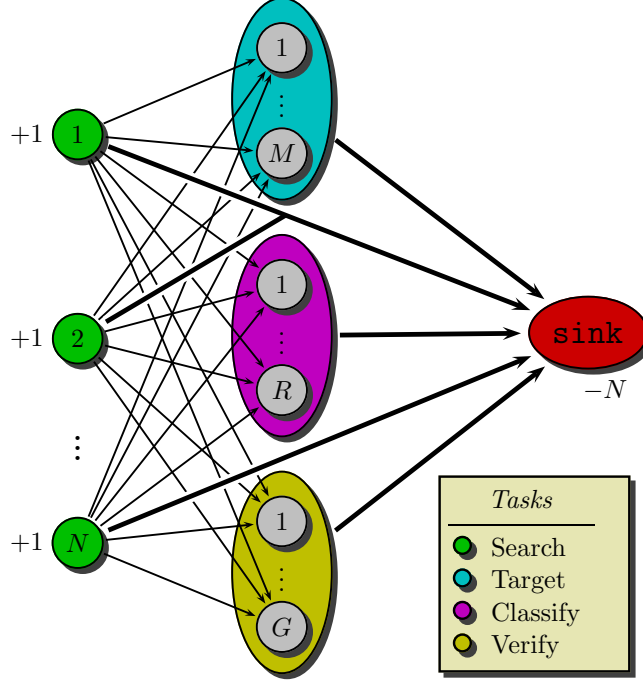 1
⋮
M
+1 1
1
⋮
R
+1 2
sink
−N
⋮
+1 N
1
⋮
G
Tasks
Search
Target
Classify
Verify